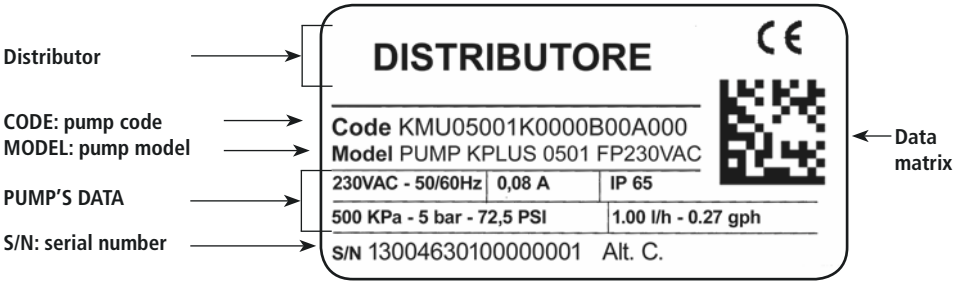 Distributor
DISTRIBUTORE
CE
CODE: pump code
Code KMU05001K0000B00A000
MODEL: pump model
Model PUMP KPLUS 0501 FP230VAC
Data
matrix
PUMP'S DATA
230VAC - 50/60Hz 0,08 A IP 65
500 KPa - 5 bar - 72,5 PSI 1.00 l/h - 0.27 gph
S/N: serial number
S/N 13004630100000001 Alt. C.